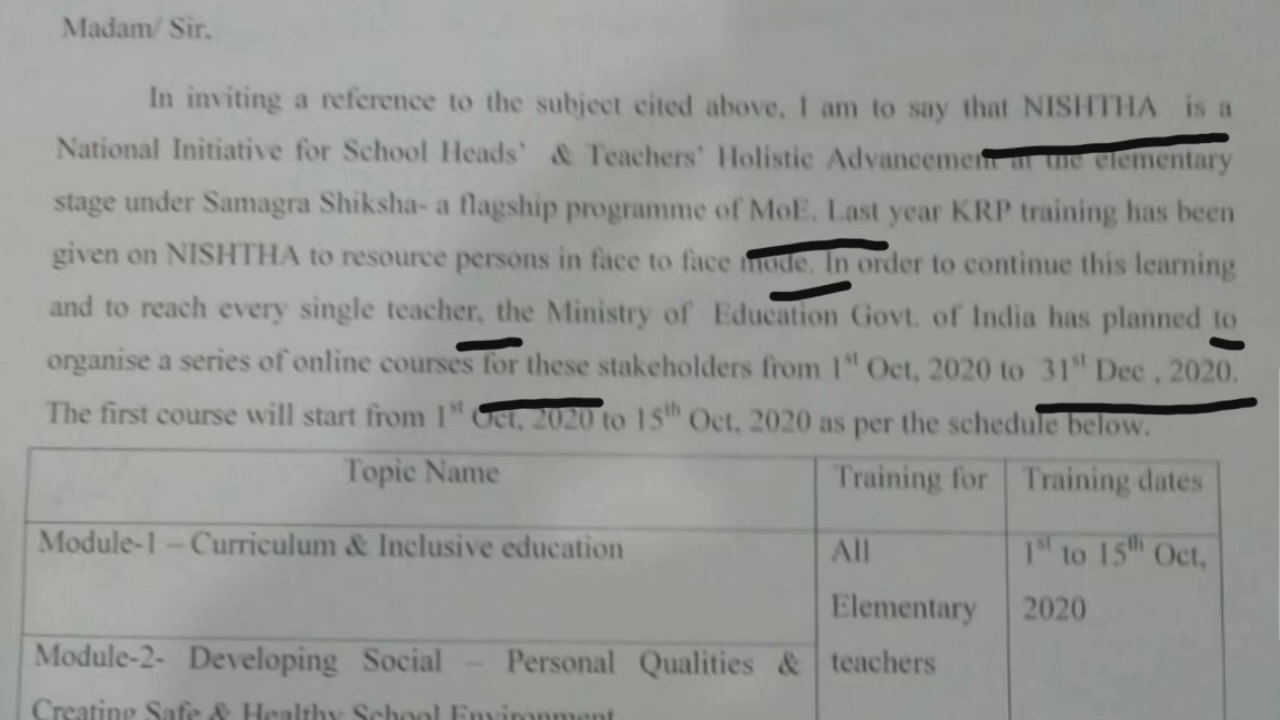 Madam/ Sir,
In inviting a reference to the subject cited above, I am to say that NISHTHA is a
National Initiative for School Heads' & Teachers' Holistic Advancement at the elementary
stage under Samagra Shiksha- a flagship programme of MoE. Last year KRP training has been
given on NISHTHA to resource persons in face to face mode. In order to continue this learning
and to reach every single teacher, the Ministry of Education Govt. of India has planned to
organise a series of online courses for these stakeholders from 1st Oct, 2020 to 31st Dec , 2020.
The first course will start from 1st Oct, 2020 to 15th Oct, 2020 as per the schedule below.
Topic Name Training for Training dates
Module-1 – Curriculum & Inclusive education All 1st to 15th Oct,
Elementary 2020
Module-2- Developing Social – Personal Qualities & teachers
Creating Safe & Healthy School Environment